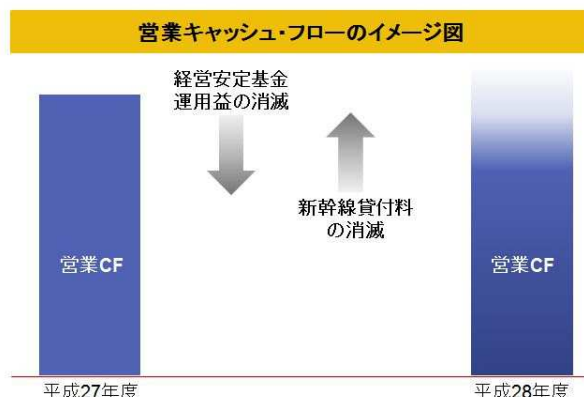 営業キャッシュ・フローのイメージ図
経営安定基金
運用益の消滅
新幹線貸付料
の消滅
営業CF
営業CF
平成27年度
平成28年度